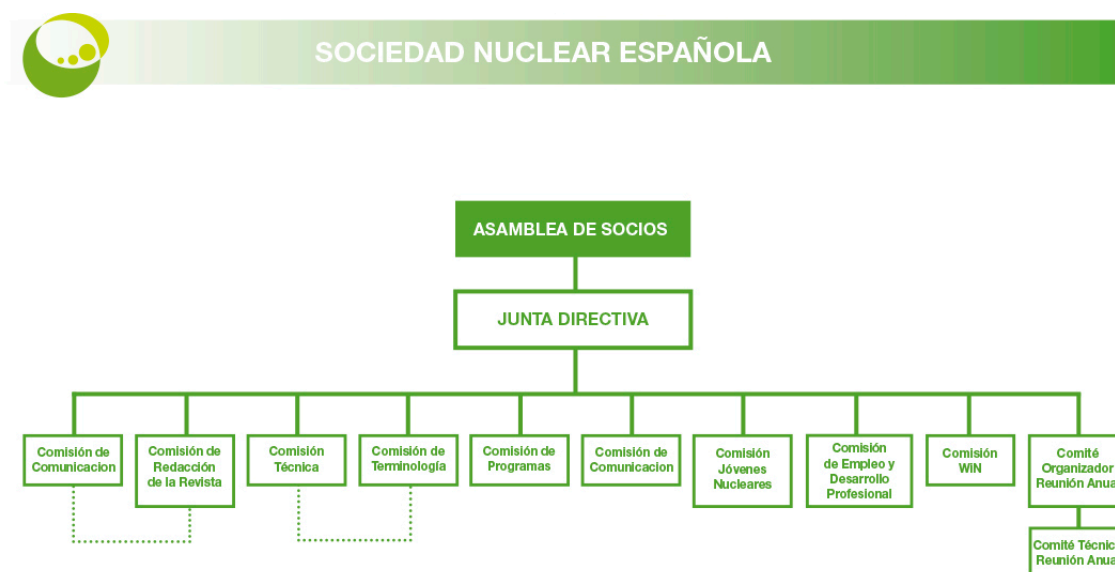 SOCIEDAD NUCLEAR ESPAÑOLA
ASAMBLEA DE SOCIOS
JUNTA DIRECTIVA
Comisión de
Comunicacion
Comisión de
Redacción
de la Revista
Comisión
Técnica
Comisión de
Terminología
Comisión de
Programas
Comisión de
Comunicacion
Comisión
Jóvenes
Nucleares
Comisión
de Empleo y
Desarrollo
Profesional
Comisión
WiN
Comité
Organizador
Reunión Anua
Comité Técnic
Reunión Anua